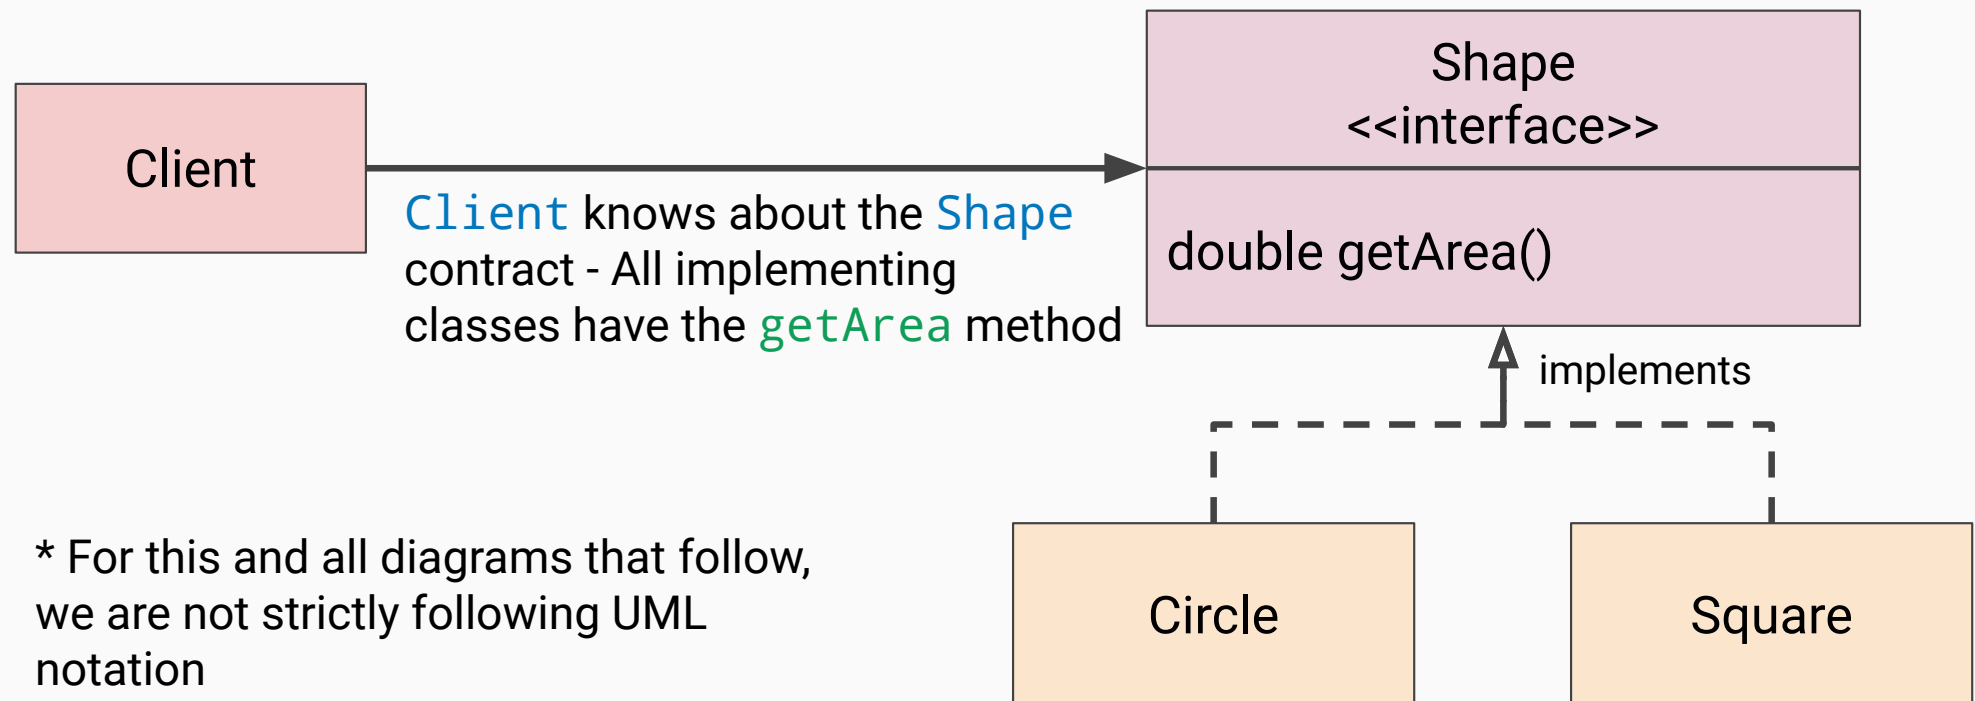 Shape
<<interface>>
Client
Client knows about the Shape
contract - All implementing
classes have the getArea method
double getArea()
implements
* For this and all diagrams that follow,
we are not strictly following UML
notation
Circle
Square